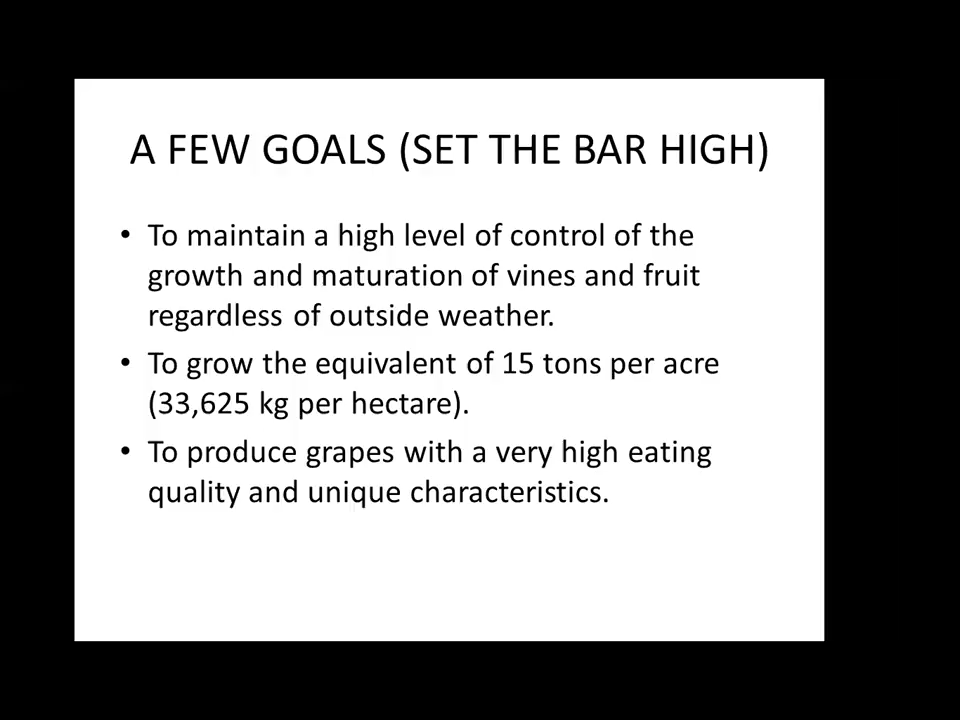 A FEW GOALS (SET THE BAR HIGH)
• To maintain a high level of control of the
growth and maturation of vines and fruit
regardless of outside weather.
• To grow the equivalent of 15 tons per acre
(33,625 kg per hectare).
• To produce grapes with a very high eating
quality and unique characteristics.